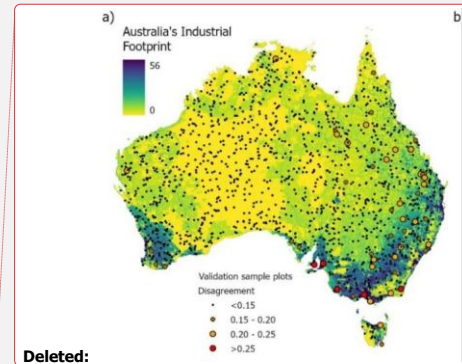 a)
b
Australia's Industrial
Footprint
56
0
Validation sample plots
Disagreement
<0.15
0.15 - 0.20
0.20 - 0.25
>0.25
Deleted: